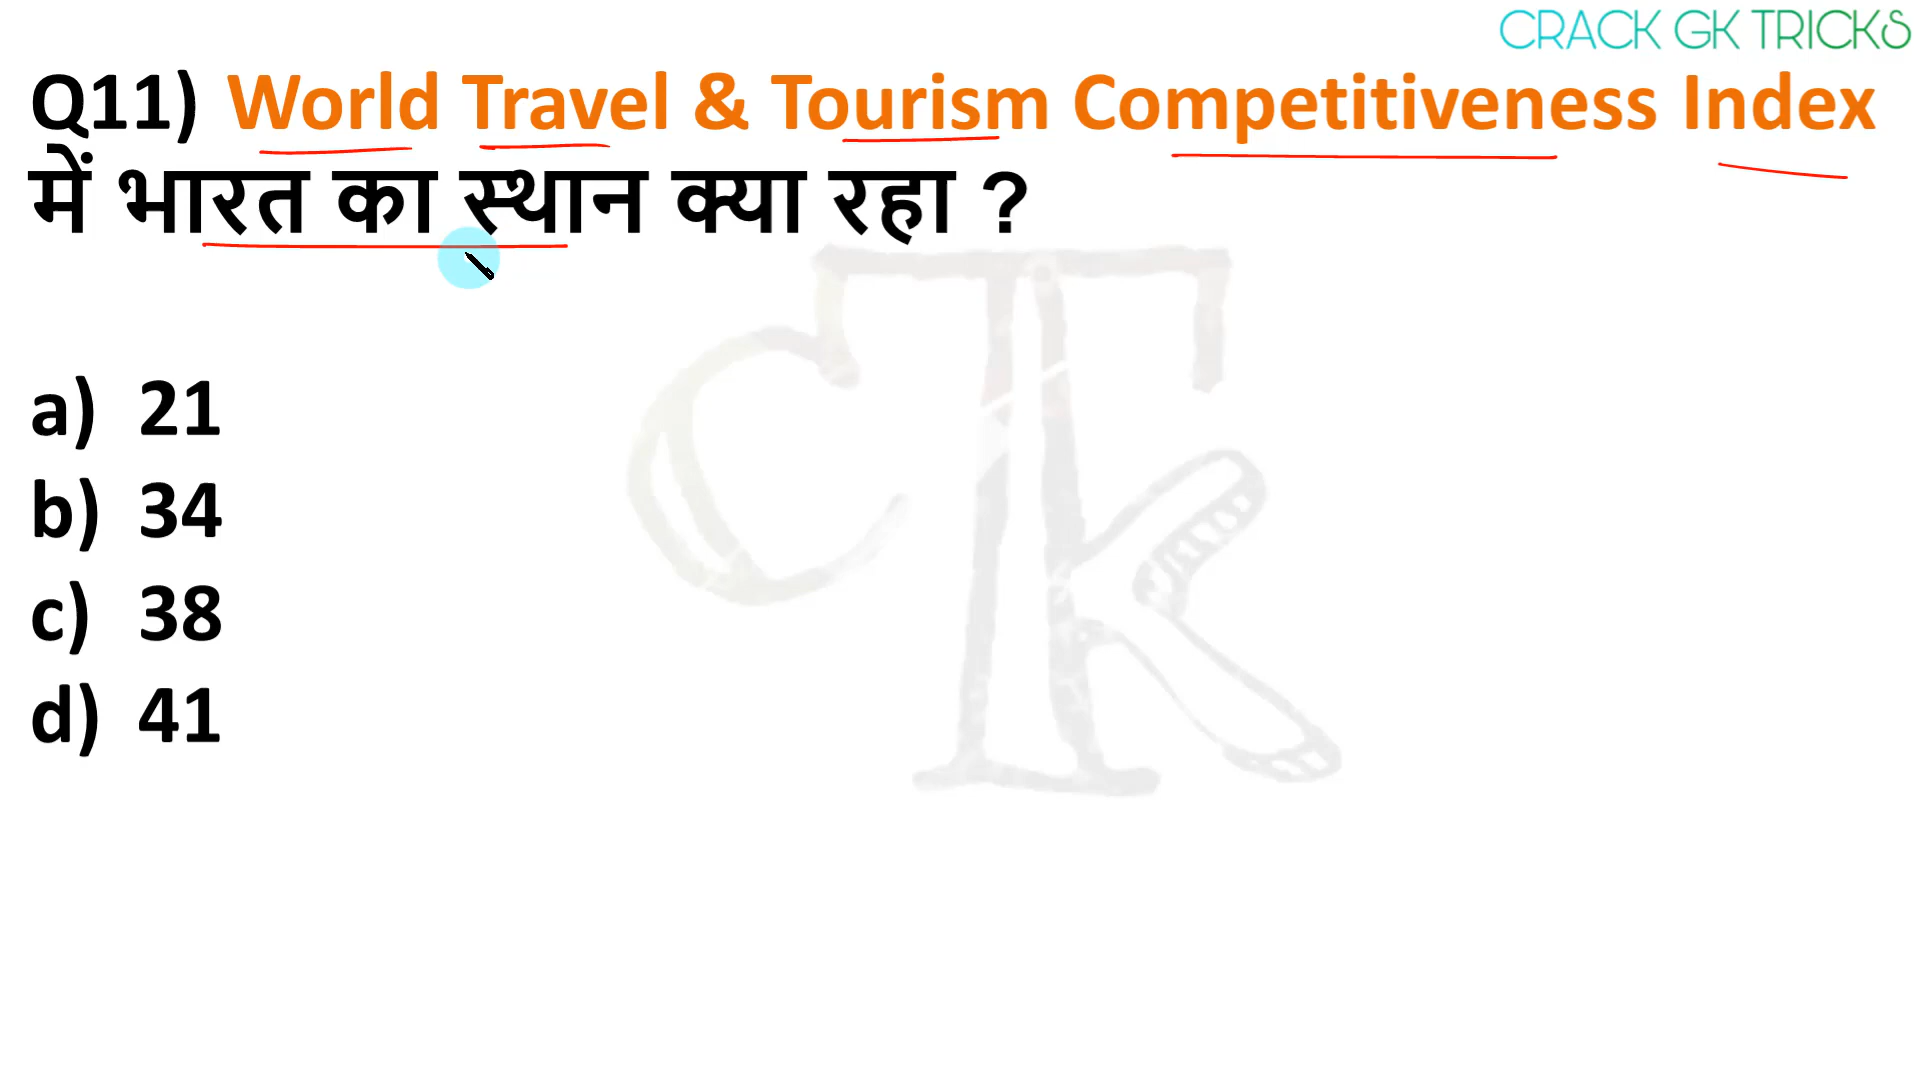 CRACK GK TRICKS
Q11) World Travel & Tourism Competitiveness Index
में भारत का स्थान क्या रहा ?
a) 21
b) 34
c) 38
d) 41